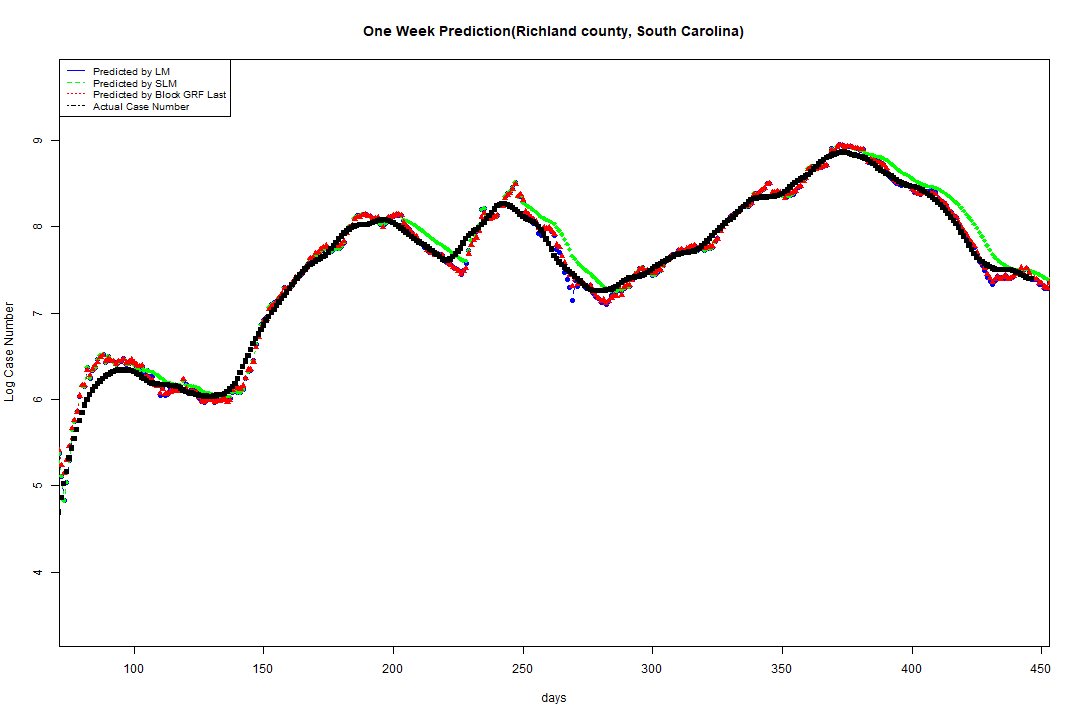 One Week Prediction(Richland county, South Carolina)
Predicted by LM
Predicted by SLM
Predicted by Block GRF Last
Actual Case Number
9
8
7
6
5
4
Log Case Number
100 150 200 250 300 350 400 450
days